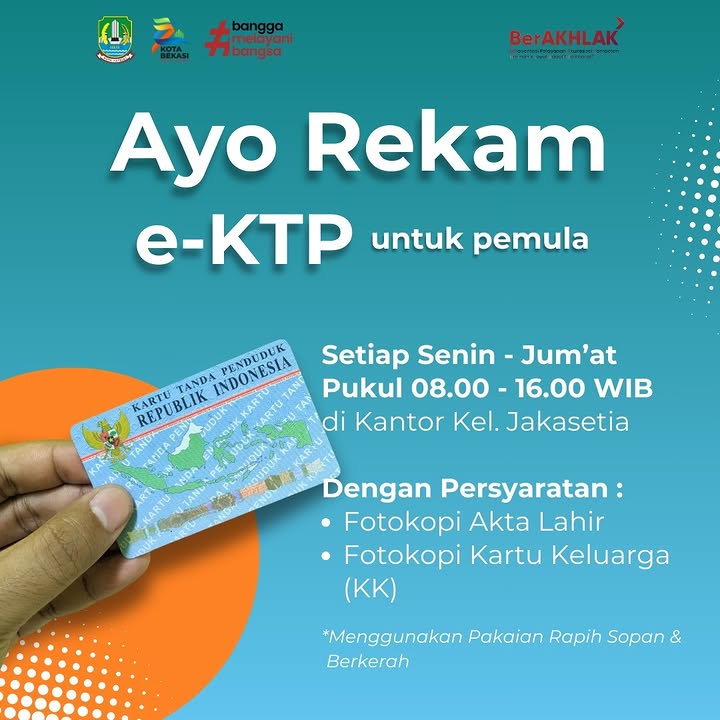 KOTA
BEKASI
#bangga
melayani
bangsa
BerAKHLAK
Ayo Rekam
e-KTP untuk pemula
Setiap Senin - Jum'at
Pukul 08.00 - 16.00 WIB
di Kantor Kel. Jakasetia
KARTU TANDA PENDUDUK
REPUBLIK INDONESIA
Dengan Persyaratan :
• Fotokopi Akta Lahir
• Fotokopi Kartu Keluarga
(KK)
*Menggunakan Pakaian Rapih Sopan &
Berkerah